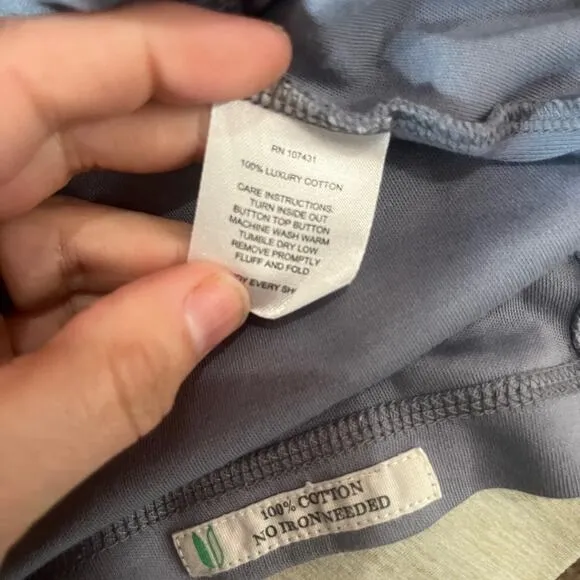 RN 107431
100% LUXURY COTTON
CARE INSTRUCTIONS:
TURN INSIDE OUT
BUTTON TOP BUTTON
MACHINE WASH WARM
TUMBLE DRY LOW
REMOVE PROMPTLY
FLUFF AND FOLD
EVERY
100% COTTON
NO IRON NEEDED